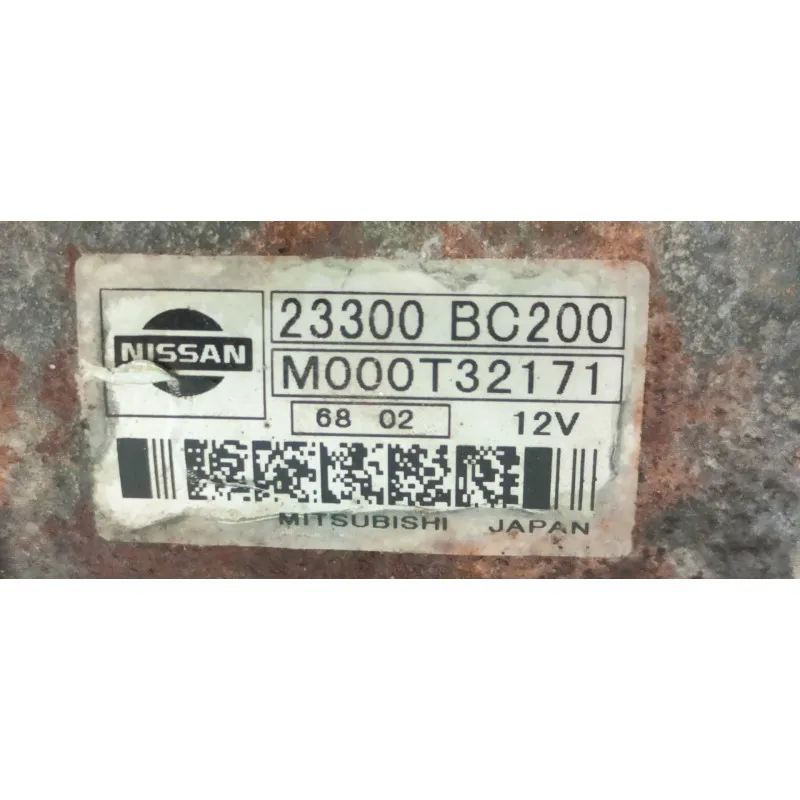 NISSAN
23300 BC200
M000T32171
68 02 12V
MITSUBISHI JAPAN